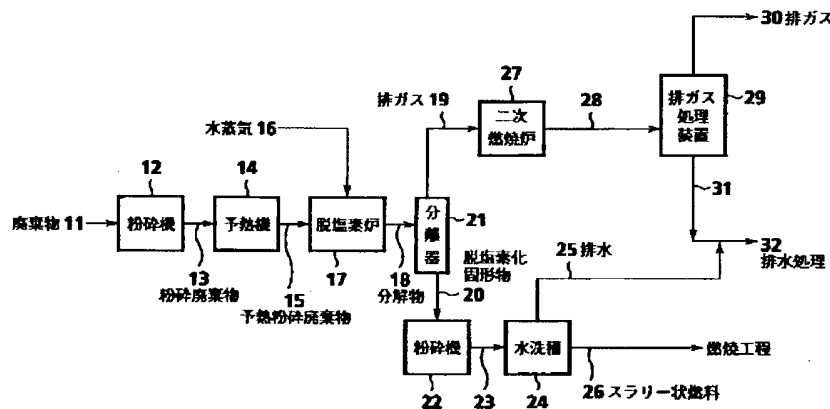 30 排ガス
27
排ガス 19
二次
燃焼炉
28
排ガス
処理
装置
29
水蒸気 16
12
14
31
廃棄物 11
粉砕機
予熱機
脱塩素炉
分離器
21
25 排水
32
排水処理
13
粉砕廃棄物
15
予熱粉砕廃棄物
17
18
分解物
脱塩素化
固形物
20
粉砕機
水洗槽
燃焼工程
22
23
24
26 スラリー状燃料